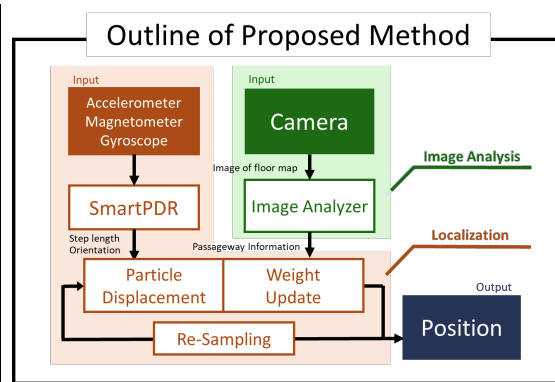 Outline of Proposed Method
Input
Input
Accelerometer
Magnetometer
Gyroscope
Camera
Image of floor map
Image Analysis
SmartPDR
Image Analyzer
Step length
Orientation
Passageway Information
Localization
Particle
Displacement
Weight
Update
Output
Position
Re-Sampling